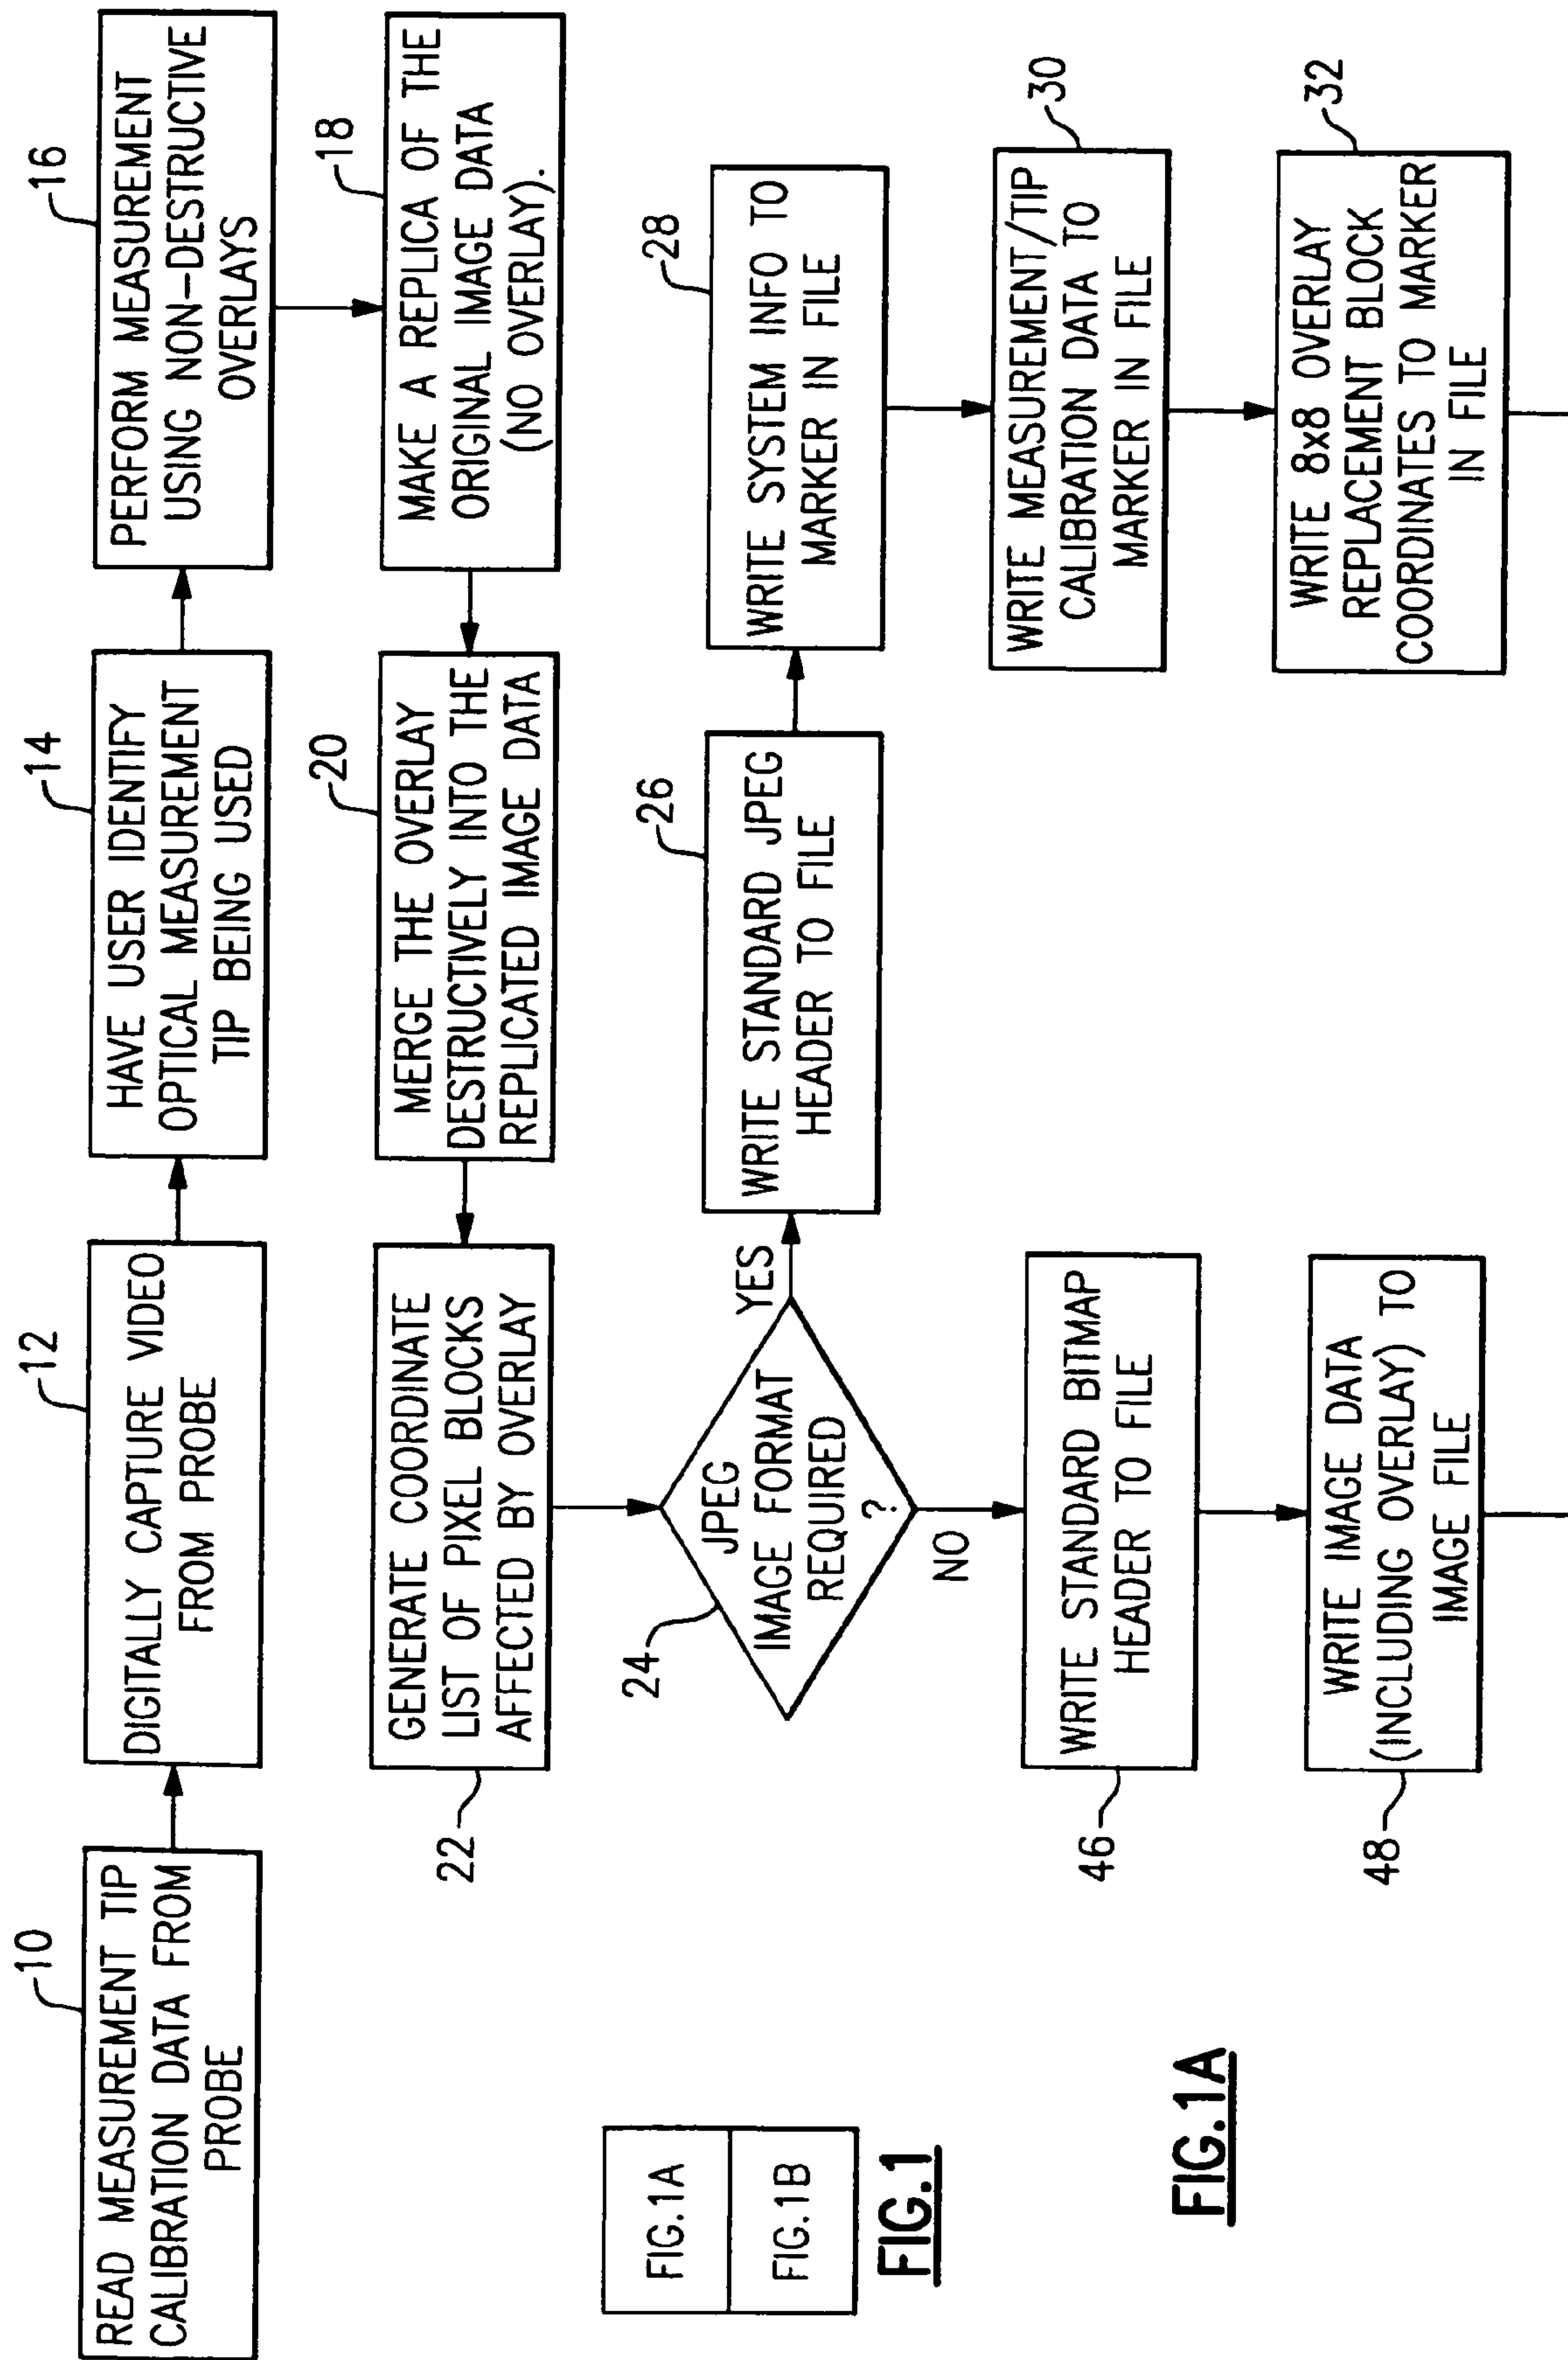 10
READ MEASUREMENT TIP
CALIBRATION DATA FROM
PROBE
12
DIGITALLY CAPTURE VIDEO
FROM PROBE
14
HAVE USER IDENTIFY
OPTICAL MEASUREMENT
TIP BEING USED
16
PERFORM MEASUREMENT
USING NON-DESTRUCTIVE
OVERLAYS
18
MAKE A REPLICA OF THE
ORIGINAL IMAGE DATA
(NO OVERLAY).
20
MERGE THE OVERLAY
DESTRUCTIVELY INTO THE
REPLICATED IMAGE DATA
GENERATE COORDINATE
LIST OF PIXEL BLOCKS
AFFECTED BY OVERLAY
22
24
JPEG
IMAGE FORMAT
REQUIRED
?
YES
NO
26
WRITE STANDARD JPEG
HEADER TO FILE
28
WRITE SYSTEM INFO TO
MARKER IN FILE
30
WRITE MEASUREMENT/TIP
CALIBRATION DATA TO
MARKER IN FILE
32
WRITE 8x8 OVERLAY
REPLACEMENT BLOCK
COORDINATES TO MARKER
IN FILE
WRITE STANDARD BITMAP
HEADER TO FILE
46
WRITE IMAGE DATA
(INCLUDING OVERLAY) TO
IMAGE FILE
48
FIG.1A
FIG.1B
FIG.1
FIG.1A